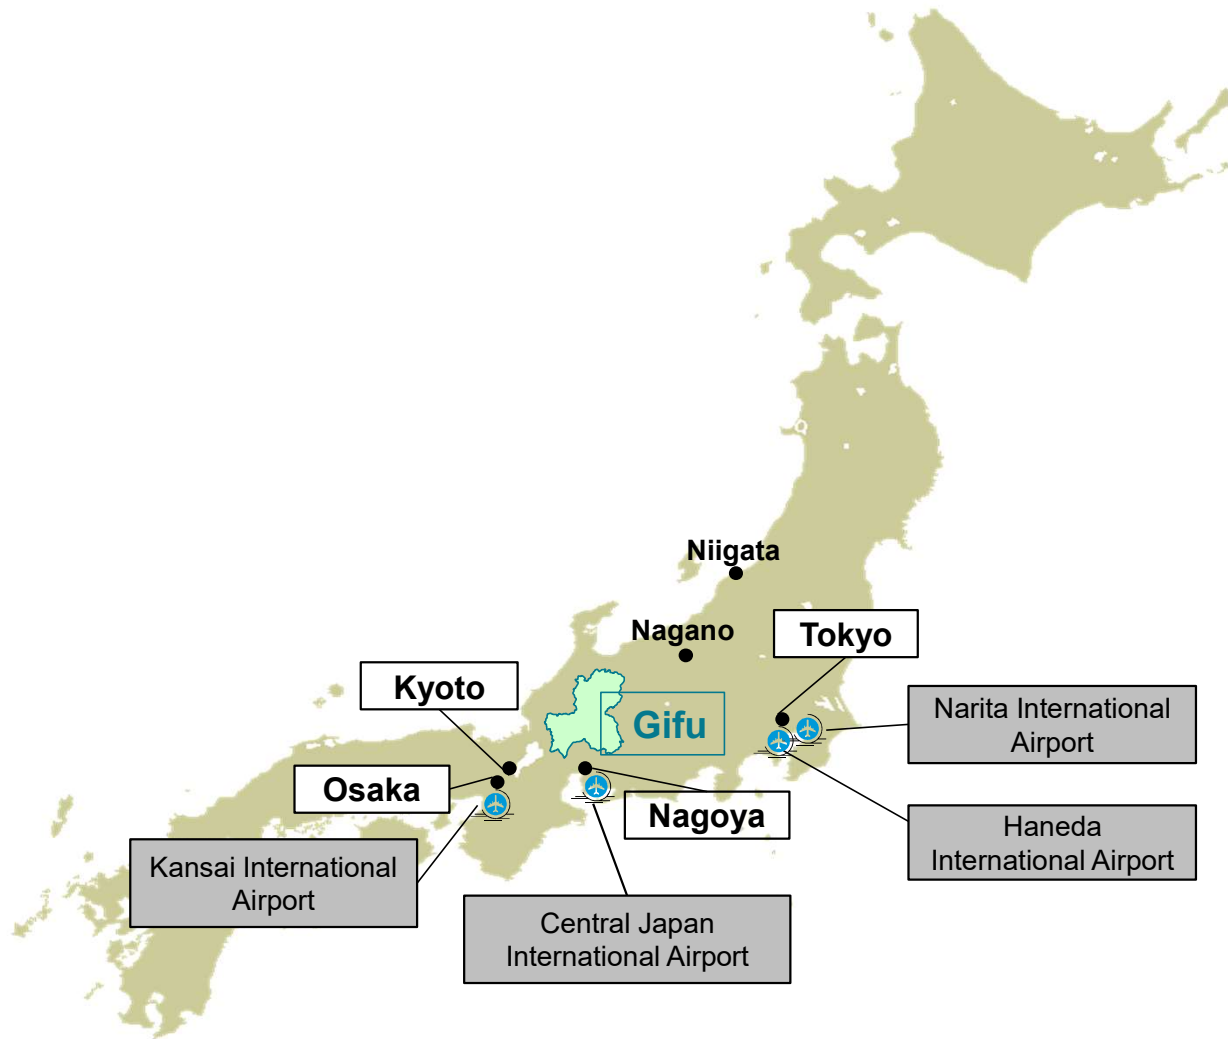 Niigata
Nagano
Tokyo
Kyoto
Gifu
Narita International
Airport
Osaka
Nagoya
Haneda
International Airport
Kansai International
Airport
Central Japan
International Airport